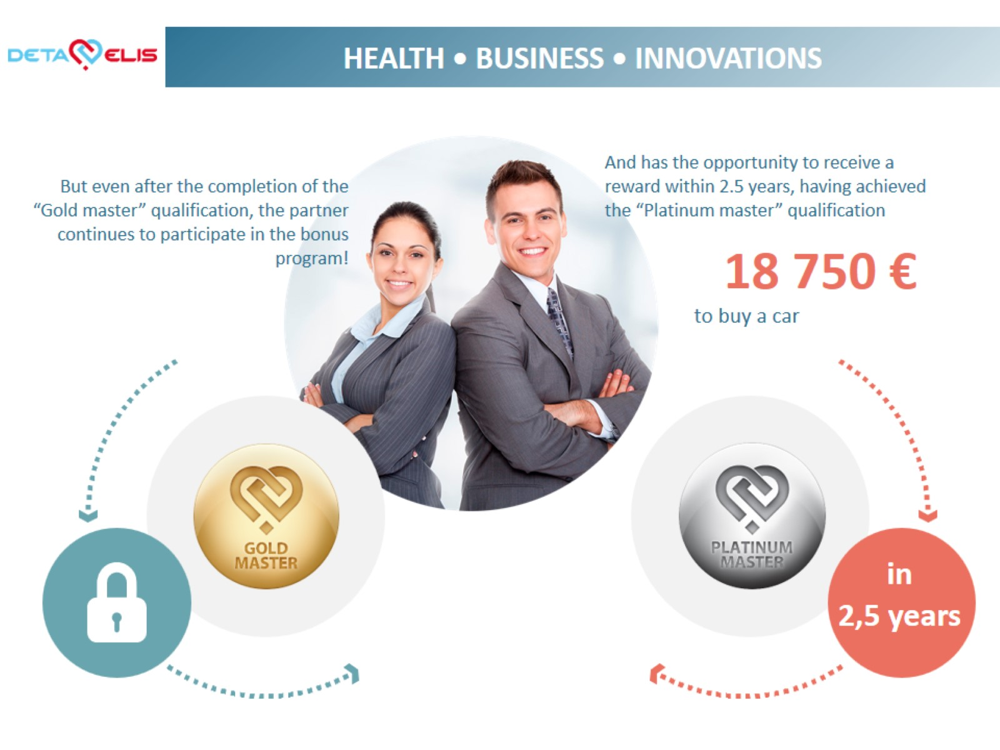 DETA ELIS
HEALTH • BUSINESS • INNOVATIONS
But even after the completion of the
“Gold master” qualification, the partner
continues to participate in the bonus
program!
And has the opportunity to receive a
reward within 2.5 years, having achieved
the “Platinum master” qualification
18 750 €
to buy a car
GOLD
MASTER
PLATINUM
MASTER
in
2,5 years